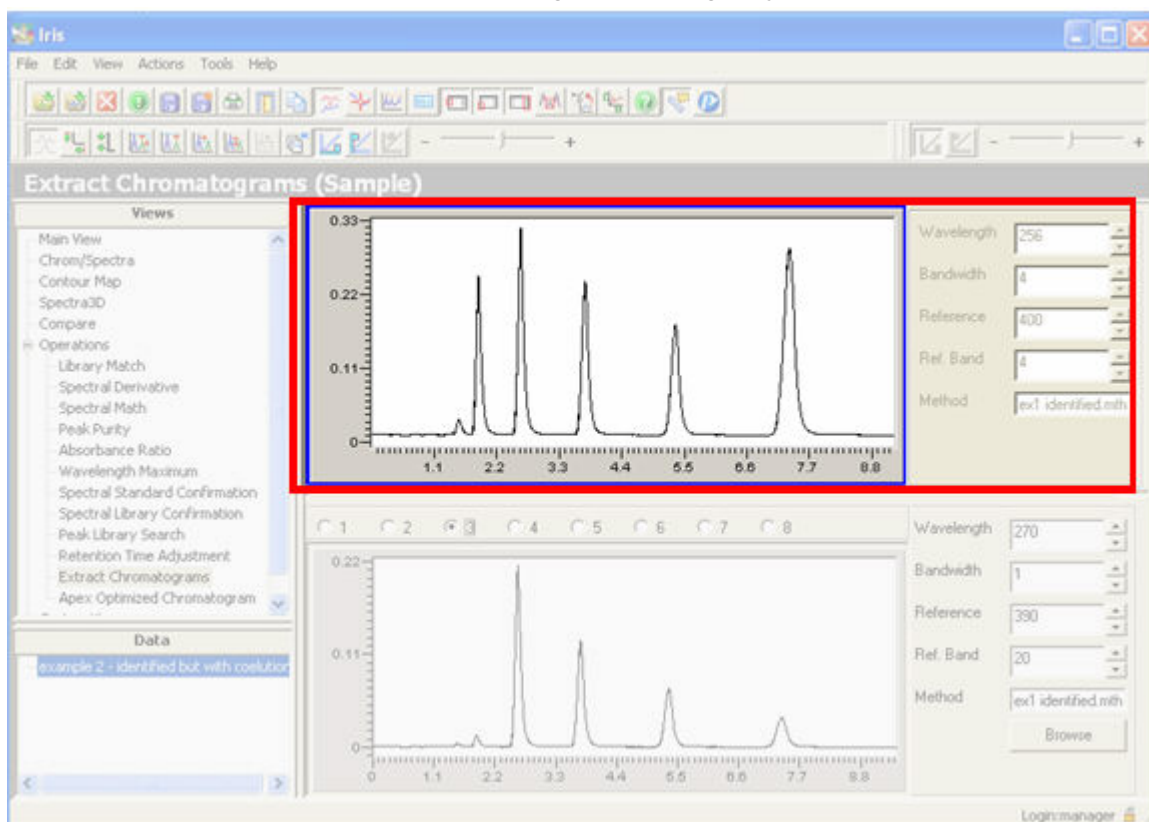 Iris
File Edit View Actions Tools Help
- + - +
Extract Chromatograms (Sample)
Views
Main View
Chrom/Spectra
Contour Map
Spectra3D
Compare
Operations
Library Match
Spectral Derivative
Spectral Math
Peak Purity
Absorbance Ratio
Wavelength Maximum
Spectral Standard Confirmation
Spectral Library Confirmation
Peak Library Search
Retention Time Adjustment
Extract Chromatograms
Apex Optimized Chromatogram
Data
example 2 - identified but with coelution
0.33
0.22
0.11
0
1.1 2.2 3.3 4.4 5.5 6.6 7.7 8.8
Wavelength 256
Bandwidth 4
Reference 400
Ref. Band 4
Method ex1 identified.mth
1 2 3 4 5 6 7 8
0.22
0.11
0
0 1.1 2.2 3.3 4.4 5.5 6.6 7.7 8.8
Wavelength 270
Bandwidth 1
Reference 390
Ref. Band 20
Method ex1 identified.mth
Browse
Login:manager